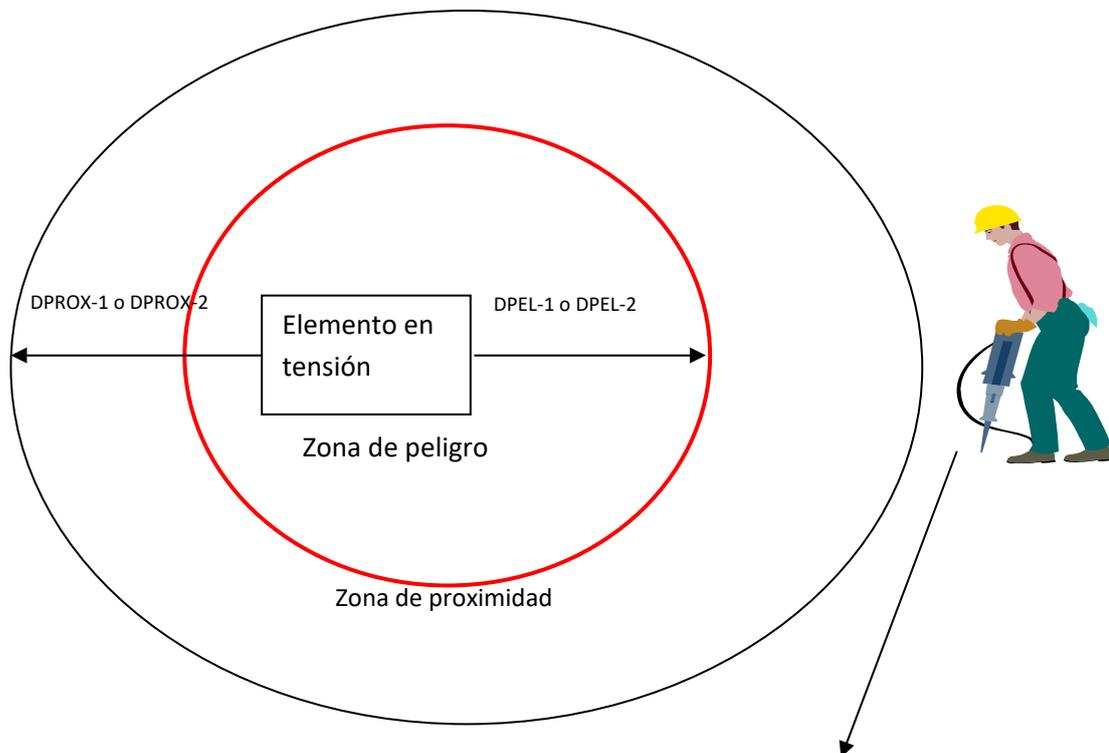 DPROX-1 o DPROX-2
DPEL-1 o DPEL-2
Elemento en
tensión
Zona de peligro
Zona de proximidad